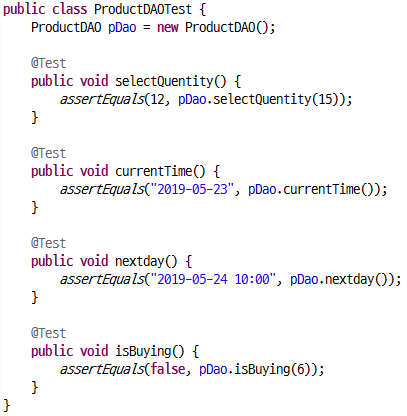 public class ProductDAOTest {
    ProductDAO pDao = new ProductDAO();

    @Test
    public void selectQuentity() {
        assertEquals(12, pDao.selectQuentity(15));
    }

    @Test
    public void currentTime() {
        assertEquals("2019-05-23", pDao.currentTime());
    }

    @Test
    public void nextday() {
        assertEquals("2019-05-24 10:00", pDao.nextday());
    }

    @Test
    public void isBuying() {
        assertEquals(false, pDao.isBuying(6));
    }
}